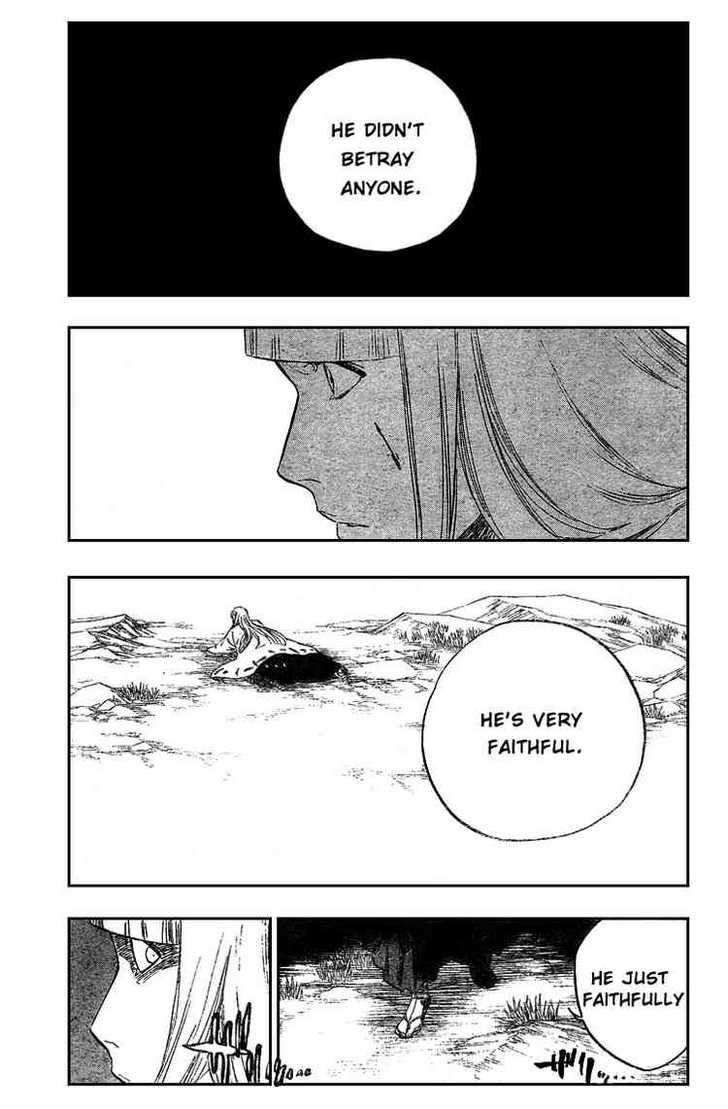 HE DIDN'T
BETRAY
ANYONE.
HE'S VERY
FAITHFUL.
HE JUST
FAITHFULLY